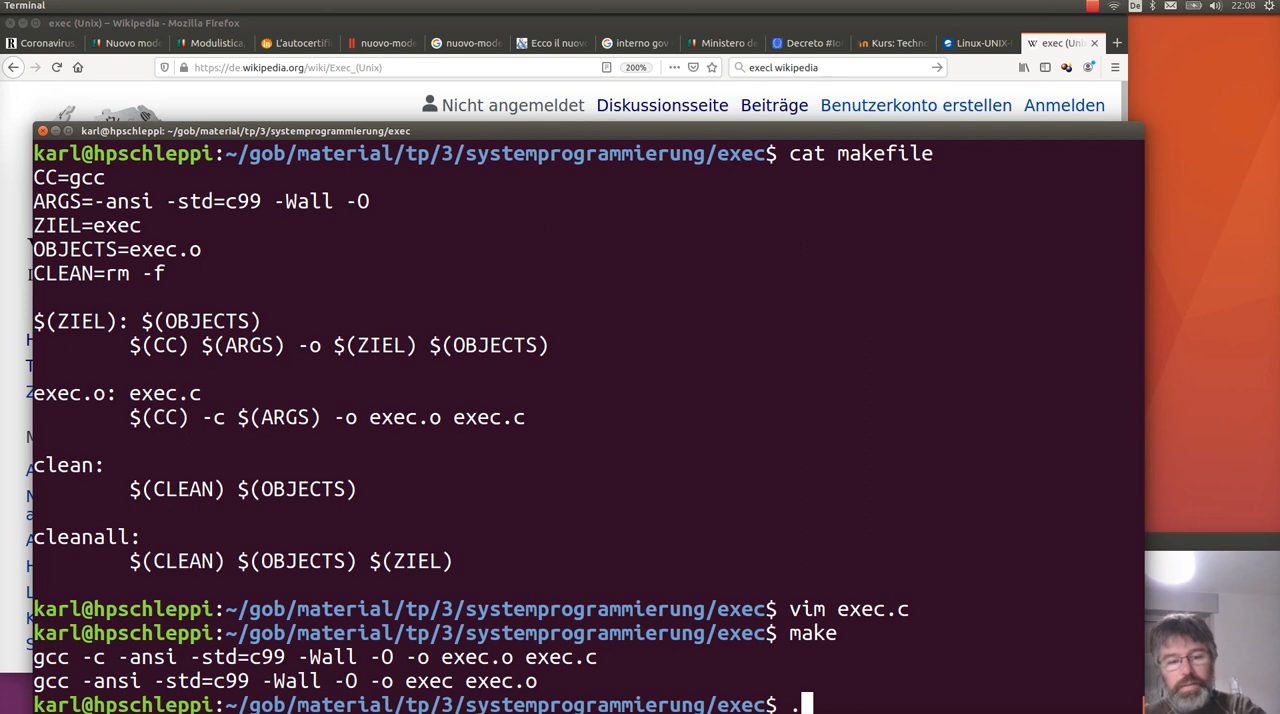 Terminal
De
22:08
exec (Unix) – Wikipedia - Mozilla Firefox
Coronavirus.
Nuovo mode
Modulistica,
L'autocertifi
nuovo-mode
nuovo-mode
Ecco il nuov
interno gov
Ministero de
Decreto #Io
Kurs: Techno
Linux-UNIX-
exec (Uni
https://de.wikipedia.org/wiki/Exec_(Unix)
200%
execl wikipedia
Nicht angemeldet Diskussionsseite Beiträge Benutzerkonto erstellen Anmelden
karl@hpschleppi: ~/gob/material/tp/3/systemprogrammierung/exec
karl@hpschleppi:~/gob/material/tp/3/systemprogrammierung/exec$ cat makefile
CC=gcc
ARGS=-ansi -std=c99 -Wall -O
ZIEL=exec
OBJECTS=exec.o
CLEAN=rm -f
$(ZIEL): $(OBJECTS)
$(CC) $(ARGS) -o $(ZIEL) $(OBJECTS)
exec.o: exec.c
$(CC) -c $(ARGS) -o exec.o exec.c
clean:
$(CLEAN) $(OBJECTS)
cleanall:
$(CLEAN) $(OBJECTS) $(ZIEL)
karl@hpschleppi:~/gob/material/tp/3/systemprogrammierung/exec$ vim exec.c
karl@hpschleppi:~/gob/material/tp/3/systemprogrammierung/exec$ make
gcc -c -ansi -std=c99 -Wall -O -o exec.o exec.c
gcc -ansi -std=c99 -Wall -O -o exec exec.o
karl@hpschleppi:~/gob/material/tp/3/systemprogrammierung/exec$ .